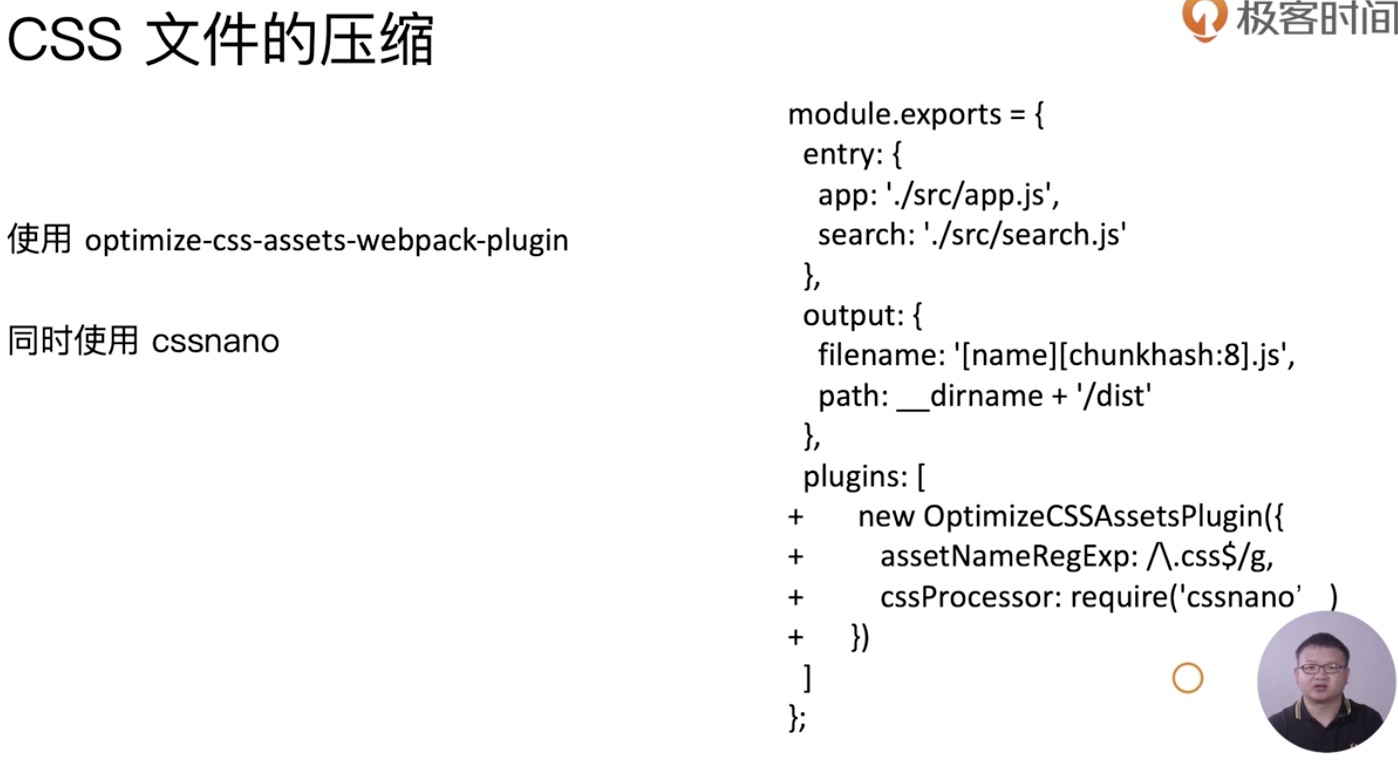 CSS 文件的压缩
极客时间
使用 optimize-css-assets-webpack-plugin
同时使用 cssnano
module.exports = {
entry: {
app: './src/app.js',
search: './src/search.js'
},
output: {
filename: '[name][chunkhash:8].js',
path: __dirname + '/dist'
},
plugins: [
+ new OptimizeCSSAssetsPlugin({
+ assetNameRegExp: /\.css$/g,
+ cssProcessor: require('cssnano’ )
+ })
]
};